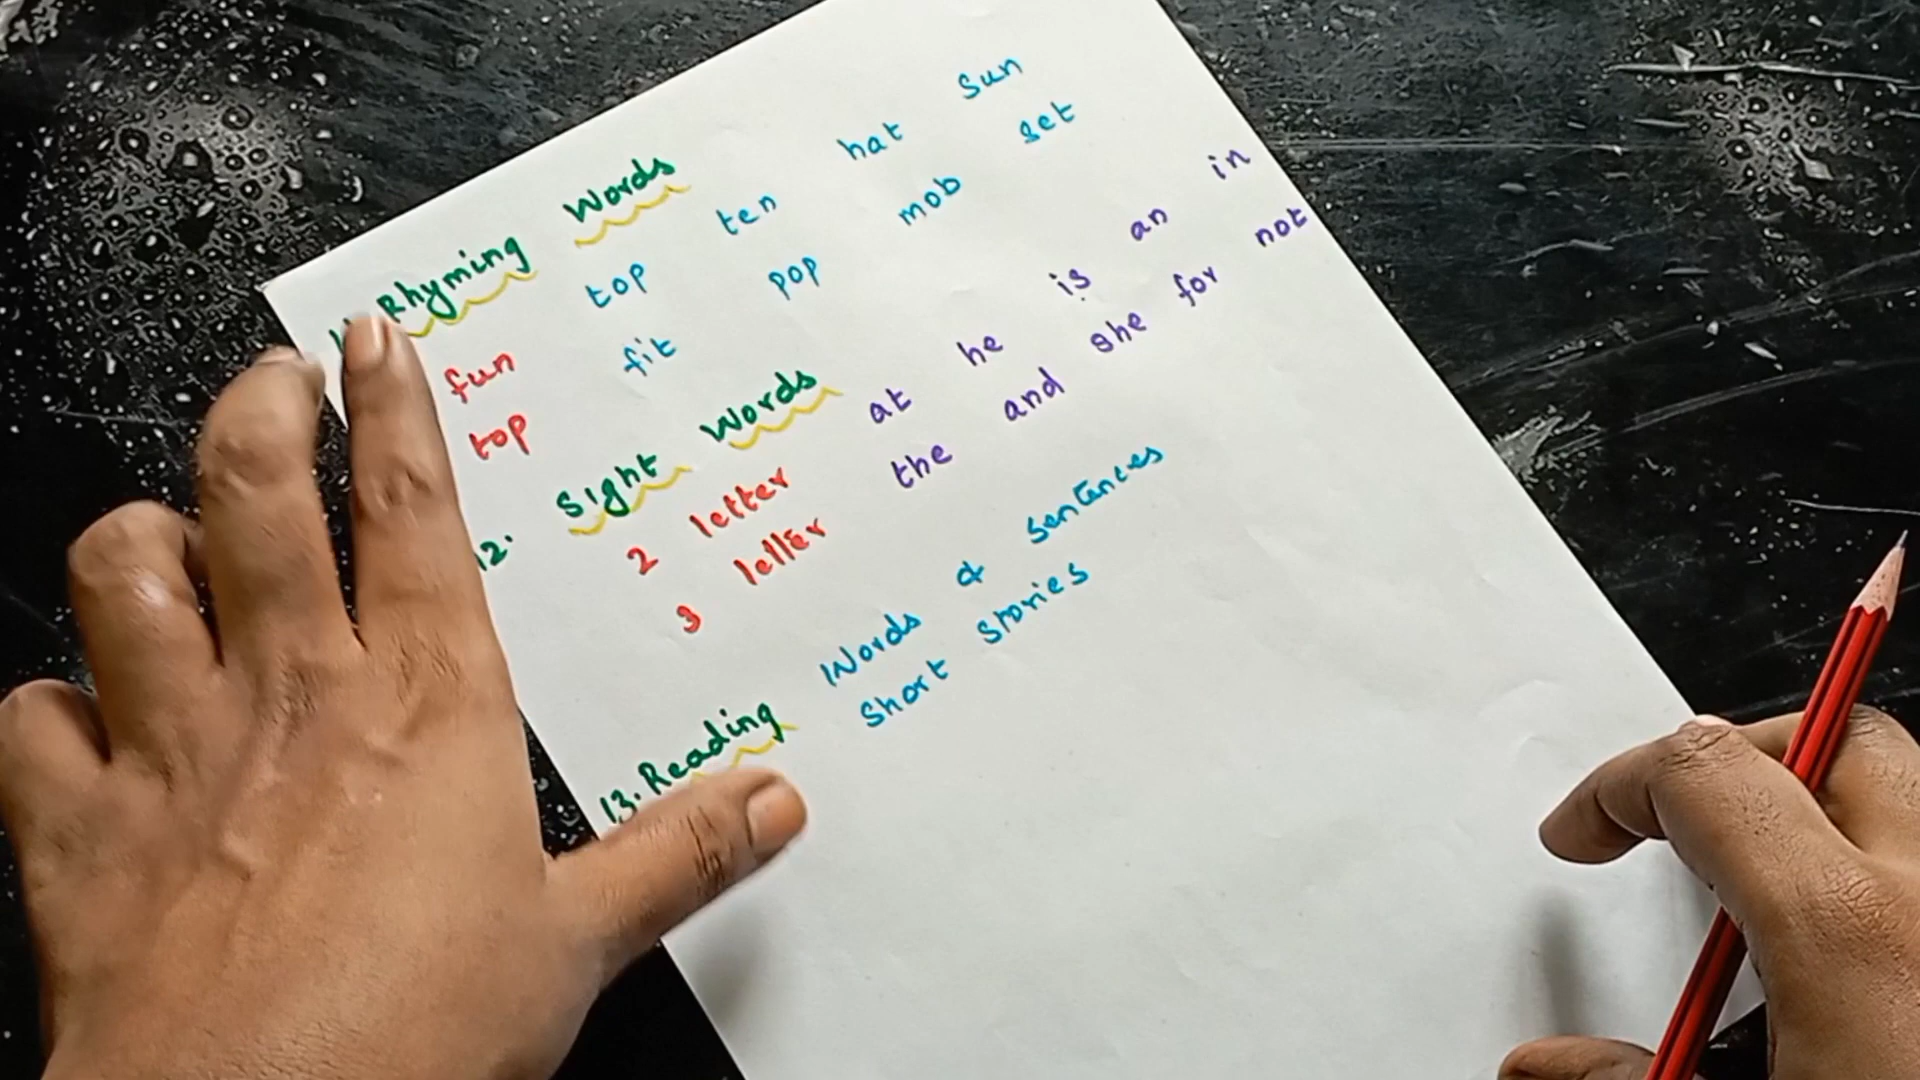 11. Rhyming Words
fun top ten hat sun
top fit pop mob set
12. Sight Words
2 letter at he is an in
3 letter the and she for not
13. Reading Words & sentences
Short stories